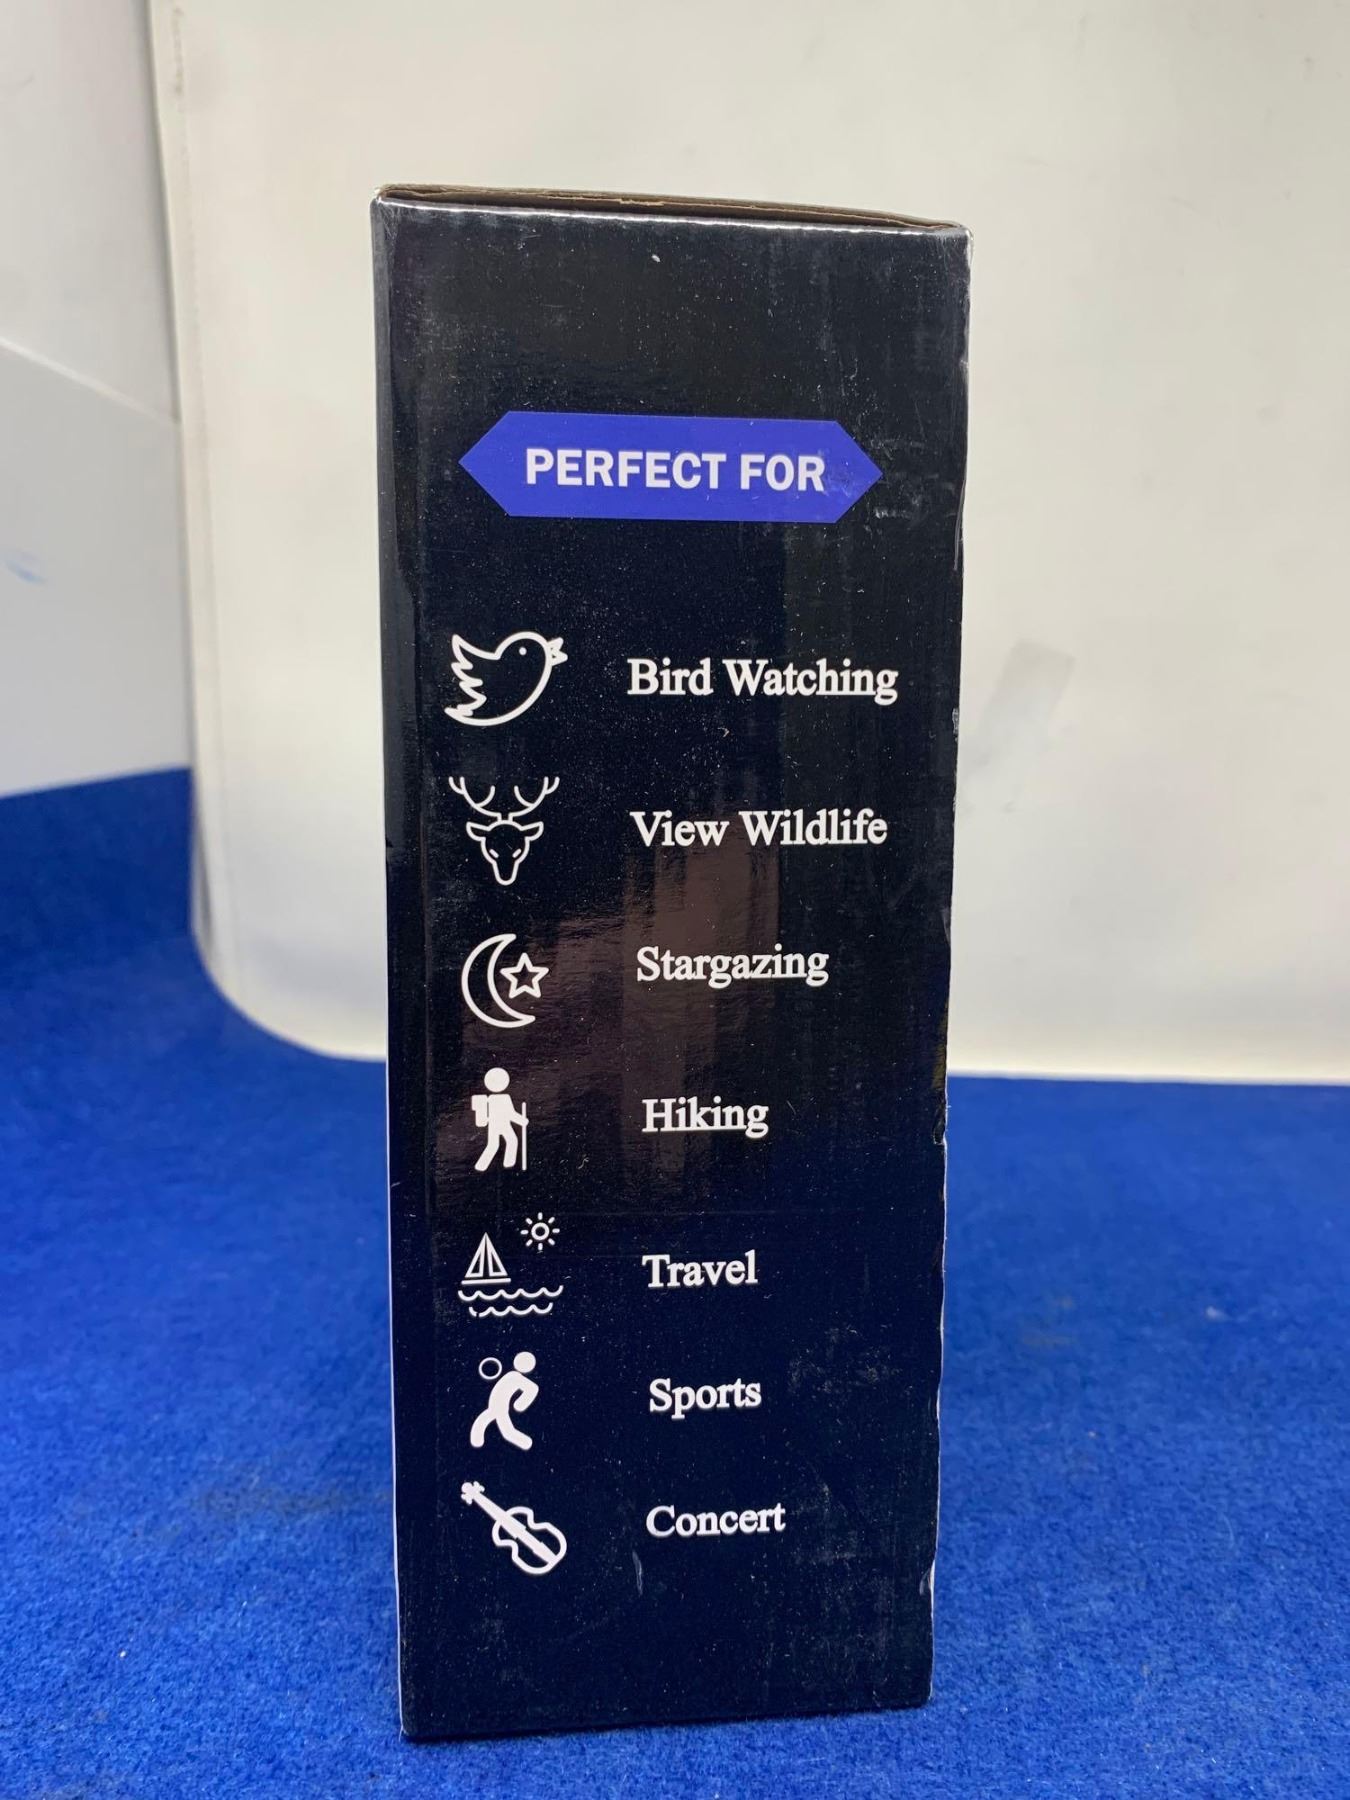 PERFECT FOR
Bird Watching
View Wildlife
Stargazing
Hiking
Travel
Sports
Concert